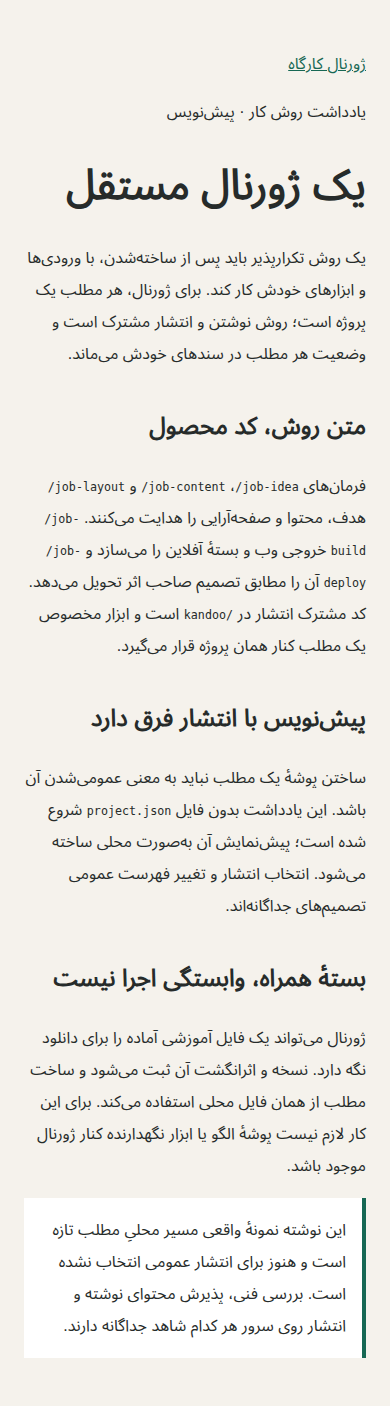 ژورنال کارگاه
یادداشت روش کار · پیش‌نویس
یک ژورنال مستقل
یک روش تکرارپذیر باید پس از ساخته‌شدن، با ورودی‌ها
و ابزارهای خودش کار کند. برای ژورنال، هر مطلب یک
پروژه است؛ روش نوشتن و انتشار مشترک است و
وضعیت هر مطلب در سندهای خودش می‌ماند.
متن روش، کد محصول
فرمان‌های /job-idea، /job-content و /job-layout
هدف، محتوا و صفحه‌آرایی را هدایت می‌کنند. /job-
build خروجی وب و بستهٔ آفلاین را می‌سازد و /job-
deploy آن را مطابق تصمیم صاحب اثر تحویل می‌دهد.
کد مشترک انتشار در kandoo/ است و ابزار مخصوص
یک مطلب کنار همان پروژه قرار می‌گیرد.
پیش‌نویس با انتشار فرق دارد
ساختن پوشهٔ یک مطلب نباید به معنی عمومی‌شدن آن
باشد. این یادداشت بدون فایل project.json شروع
شده است؛ پیش‌نمایش آن به‌صورت محلی ساخته
می‌شود. انتخاب انتشار و تغییر فهرست عمومی
تصمیم‌های جداگانه‌اند.
بستهٔ همراه، وابستگی اجرا نیست
ژورنال می‌تواند یک فایل آموزشی آماده را برای دانلود
نگه دارد. نسخه و اثرانگشت آن ثبت می‌شود و ساخت
مطلب از همان فایل محلی استفاده می‌کند. برای این
کار لازم نیست پوشهٔ الگو یا ابزار نگهدارنده کنار ژورنال
موجود باشد.
این نوشته نمونهٔ واقعی مسیر محلیِ مطلب تازه
است و هنوز برای انتشار عمومی انتخاب نشده
است. بررسی فنی، پذیرش محتوای نوشته و
انتشار روی سرور هر کدام شاهد جداگانه دارند.